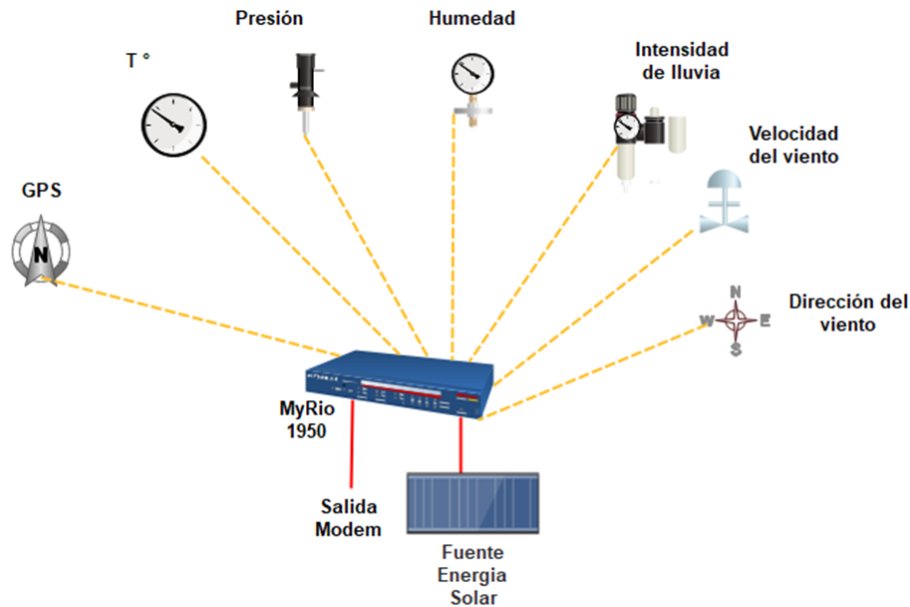 Presión
Humedad
T °
Intensidad
de lluvia
Velocidad
del viento
GPS
N
N
W E
S
Dirección del
viento
MyRio
1950
Salida
Modem
Fuente
Energia
Solar